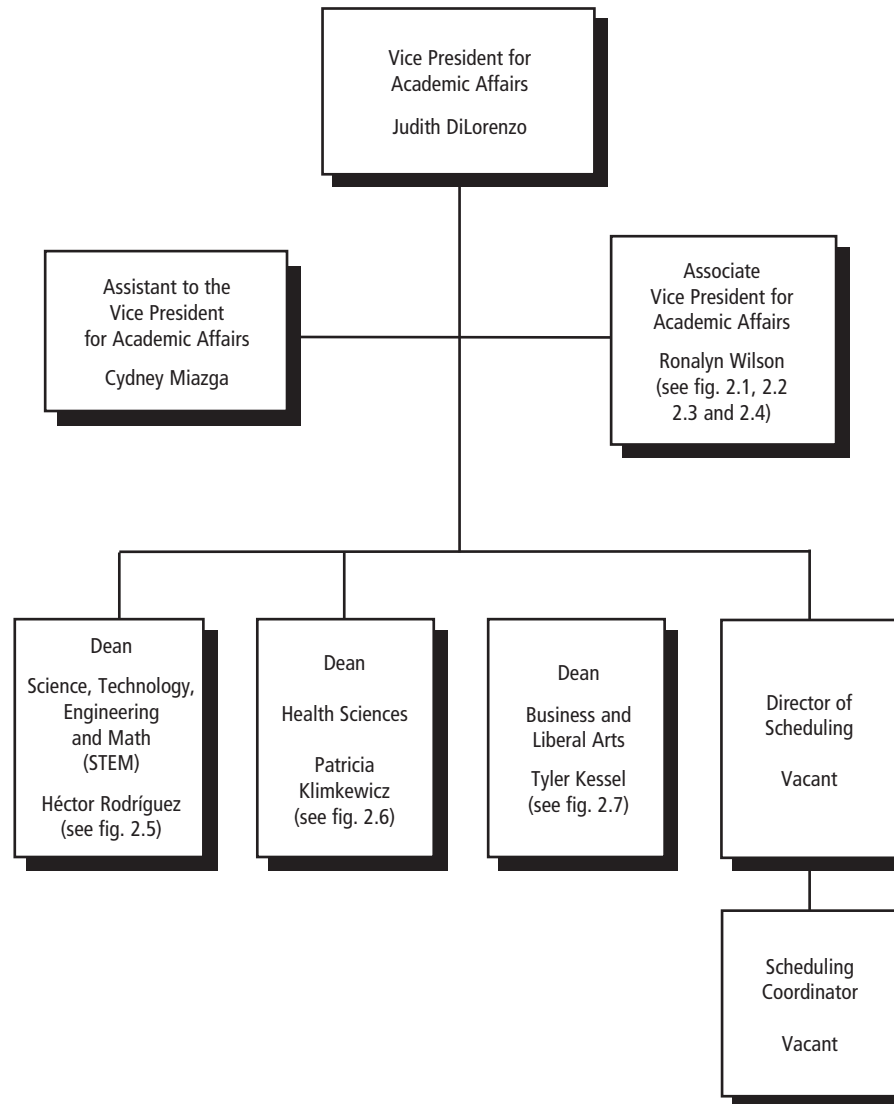 Vice President for
Academic Affairs
Judith DiLorenzo
Assistant to the
Vice President
for Academic Affairs
Cydney Miazga
Associate
Vice President for
Academic Affairs
Ronalyn Wilson
(see fig. 2.1, 2.2
2.3 and 2.4)
Dean
Science, Technology,
Engineering
and Math
(STEM)
Héctor Rodríguez
(see fig. 2.5)
Dean
Health Sciences
Patricia
Klimkewicz
(see fig. 2.6)
Dean
Business and
Liberal Arts
Tyler Kessel
(see fig. 2.7)
Director of
Scheduling
Vacant
Scheduling
Coordinator
Vacant